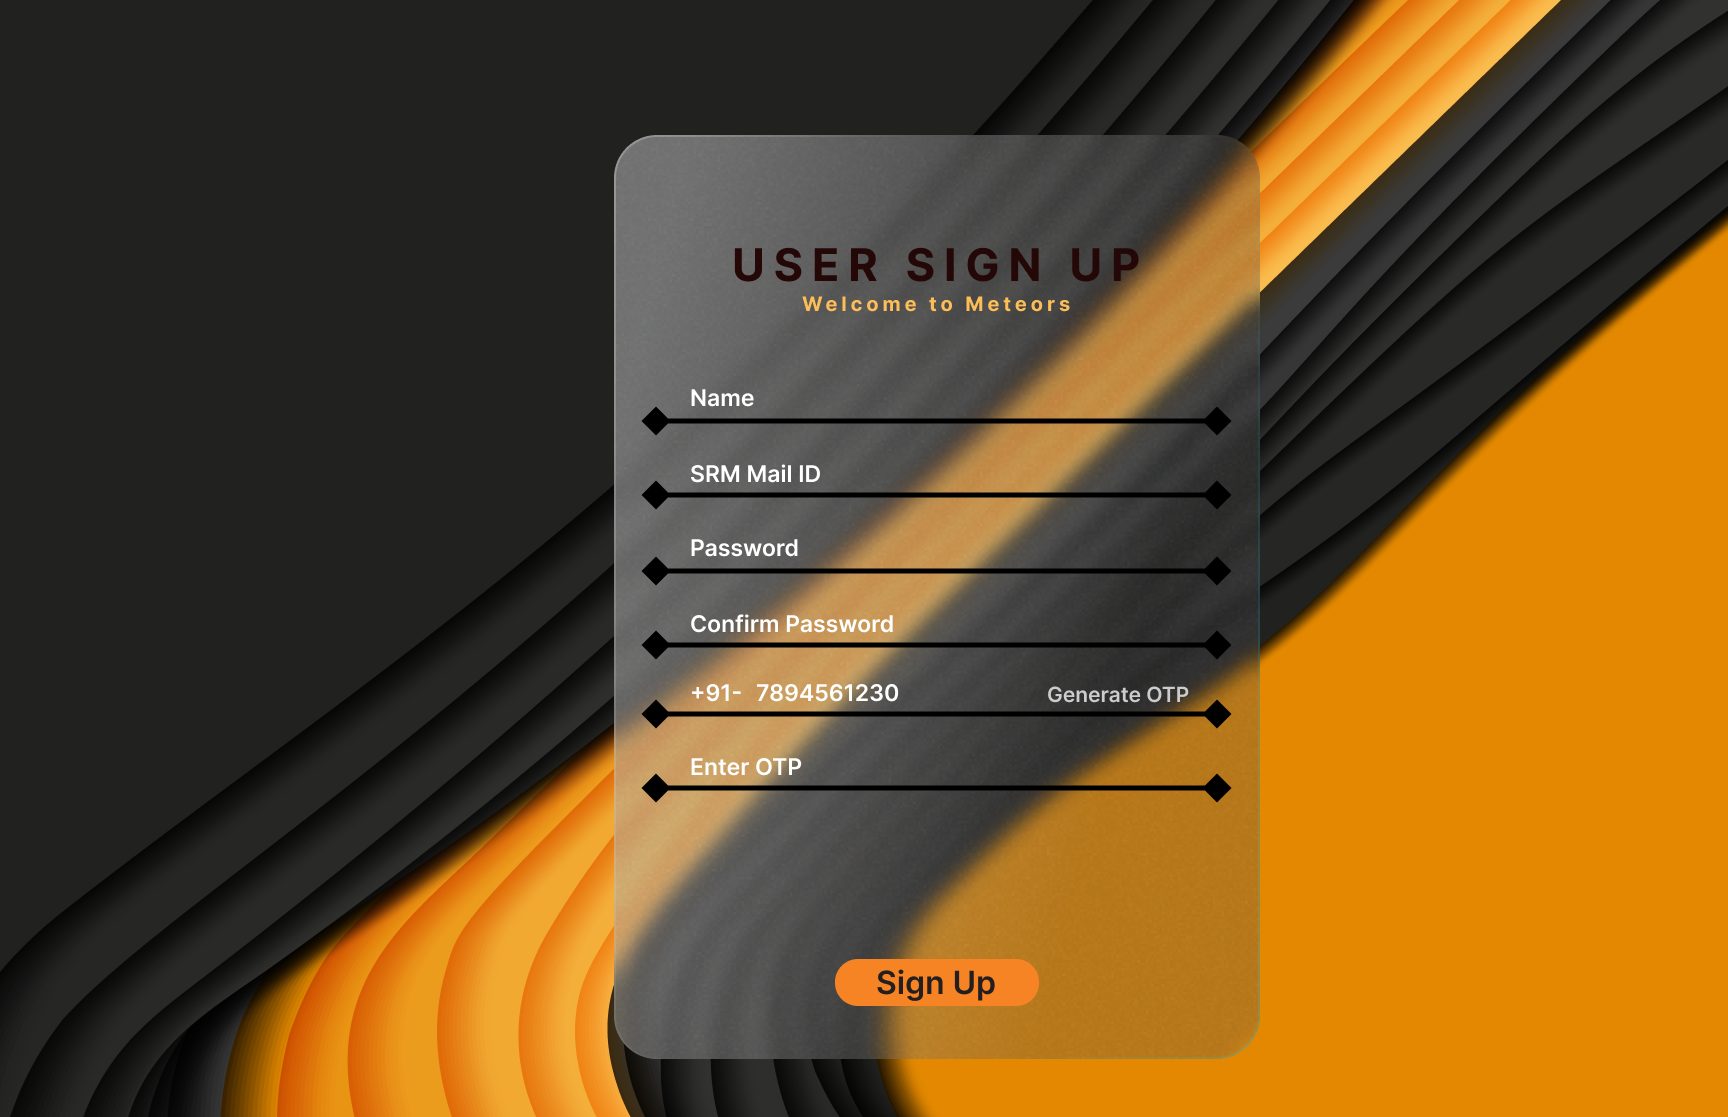 USER SIGN UP
Welcome to Meteors
Name
SRM Mail ID
Password
Confirm Password
+91- 7894561230 Generate OTP
Enter OTP
Sign Up